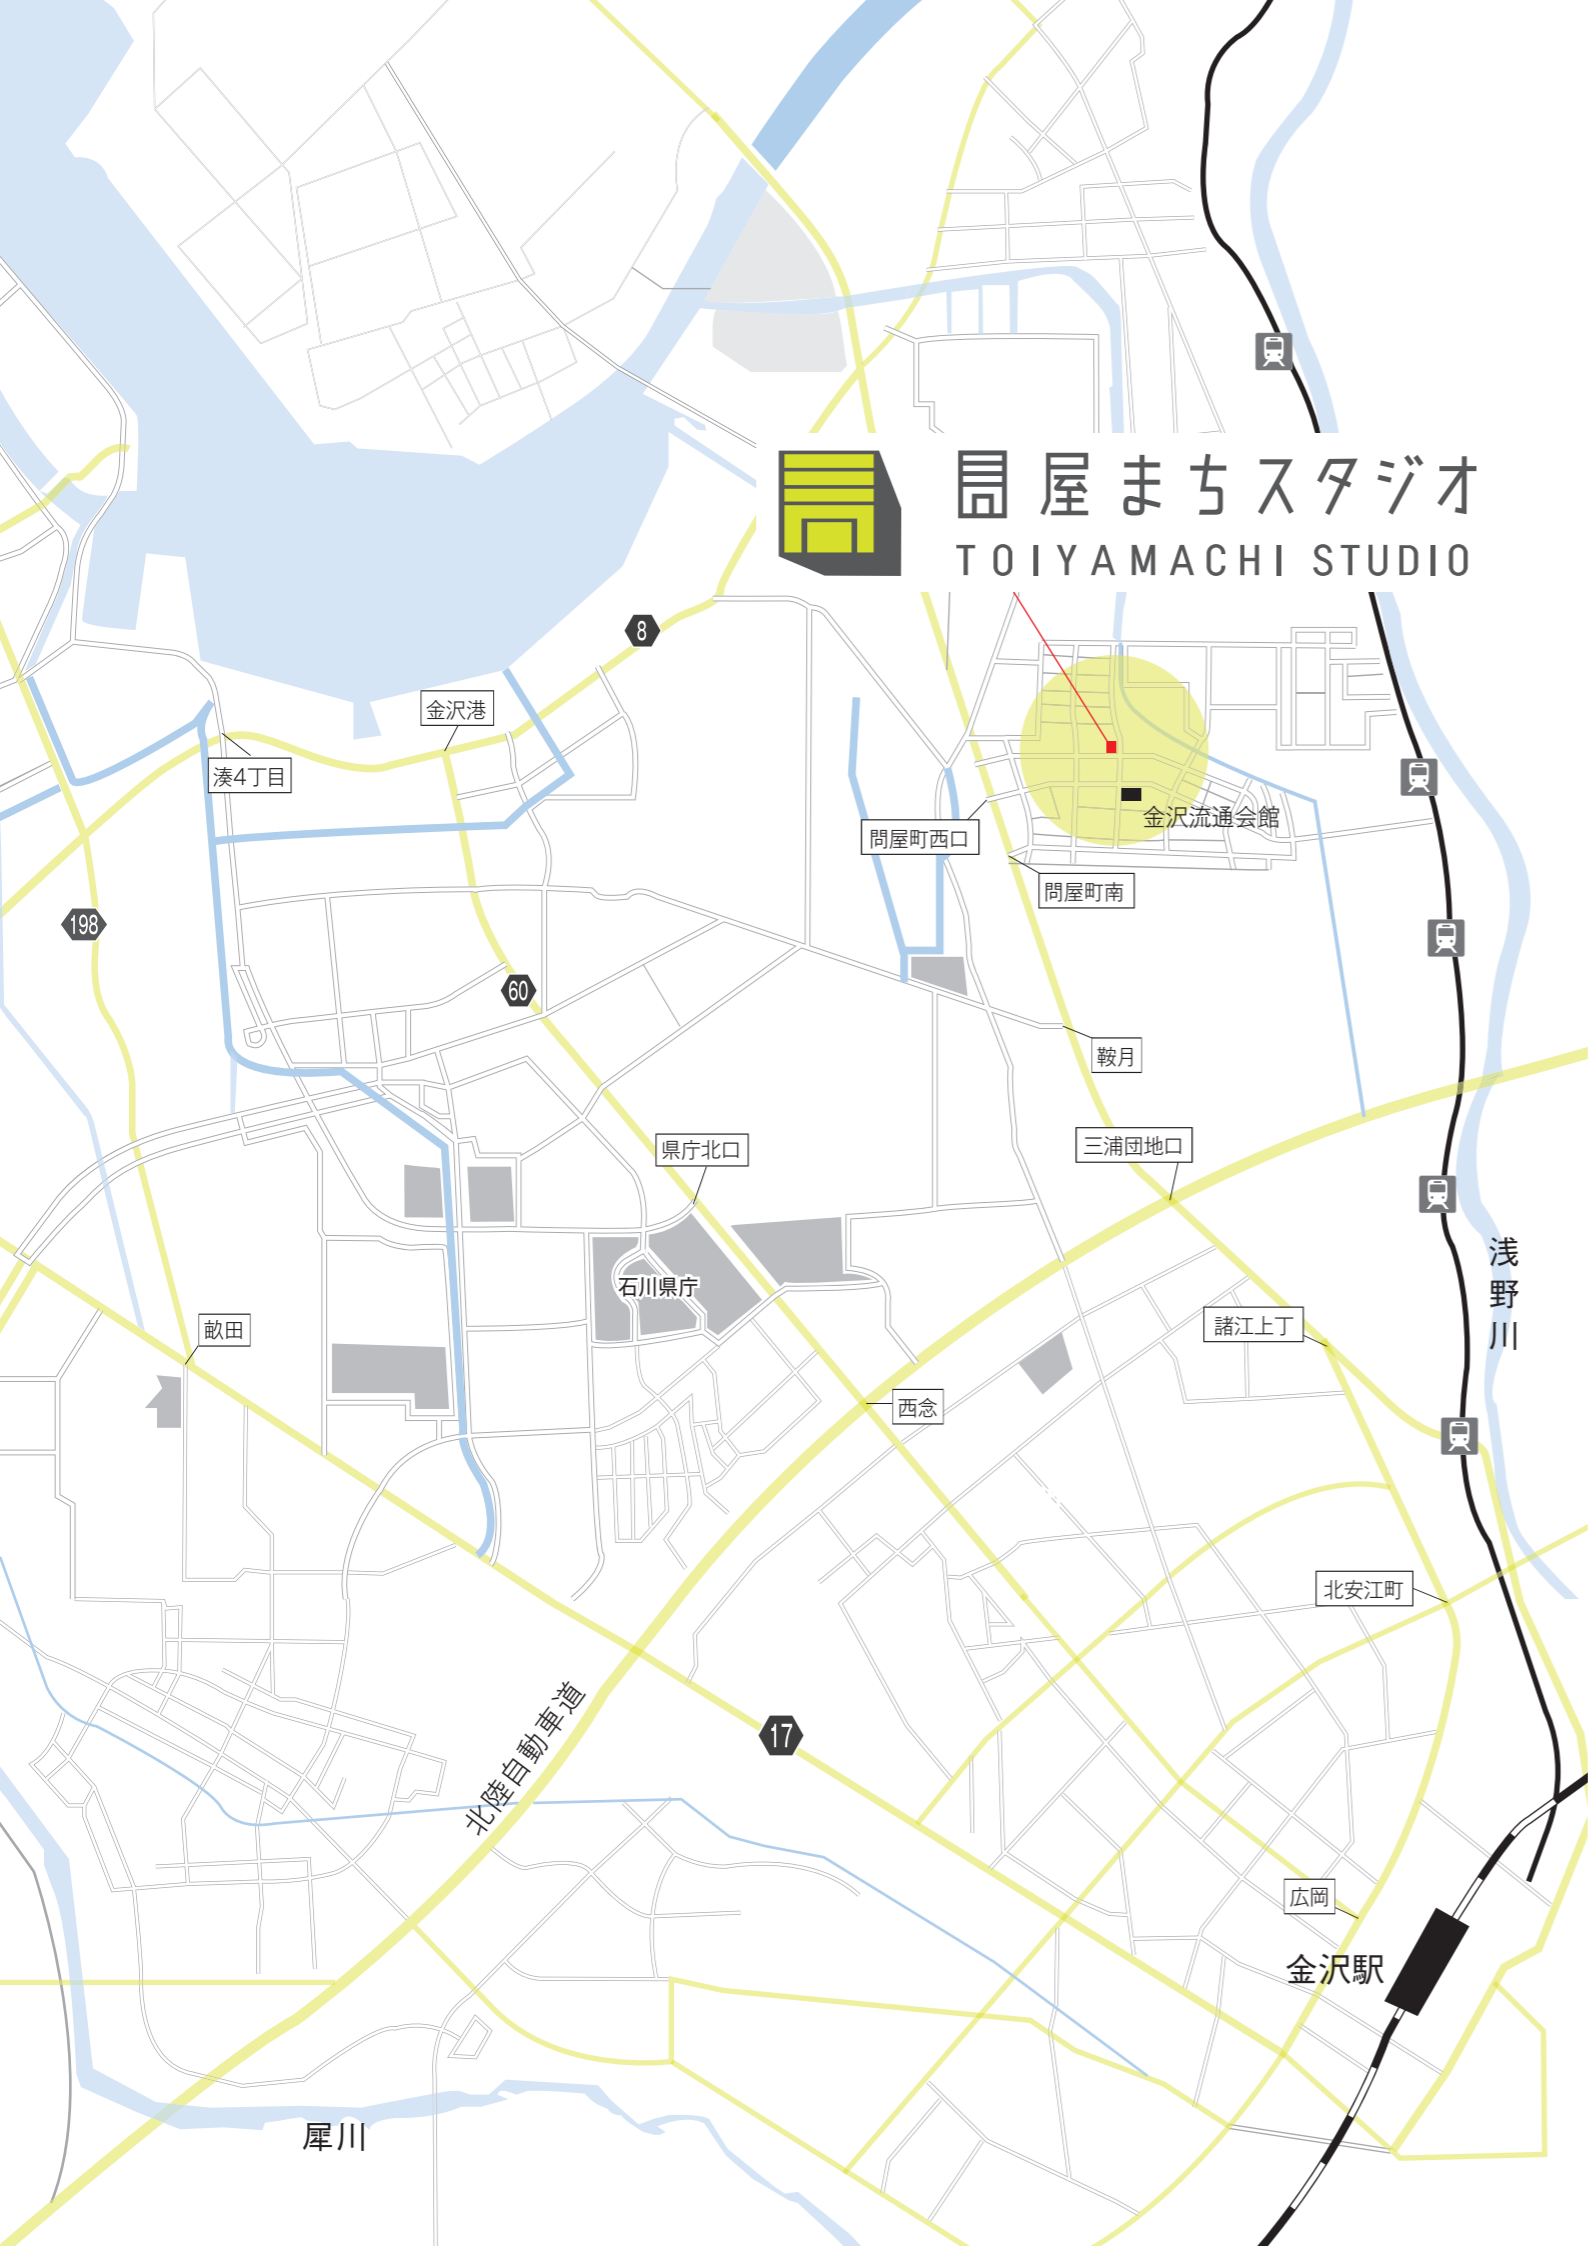 問屋まちスタジオ
TOIYAMACHI STUDIO
8
金沢港
湊4丁目
金沢流通会館
問屋町西口
問屋町南
198
60
鞍月
三浦団地口
県庁北口
浅野川
石川県庁
畝田
諸江上丁
西念
北安江町
北陸自動車道
17
広岡
金沢駅
犀川